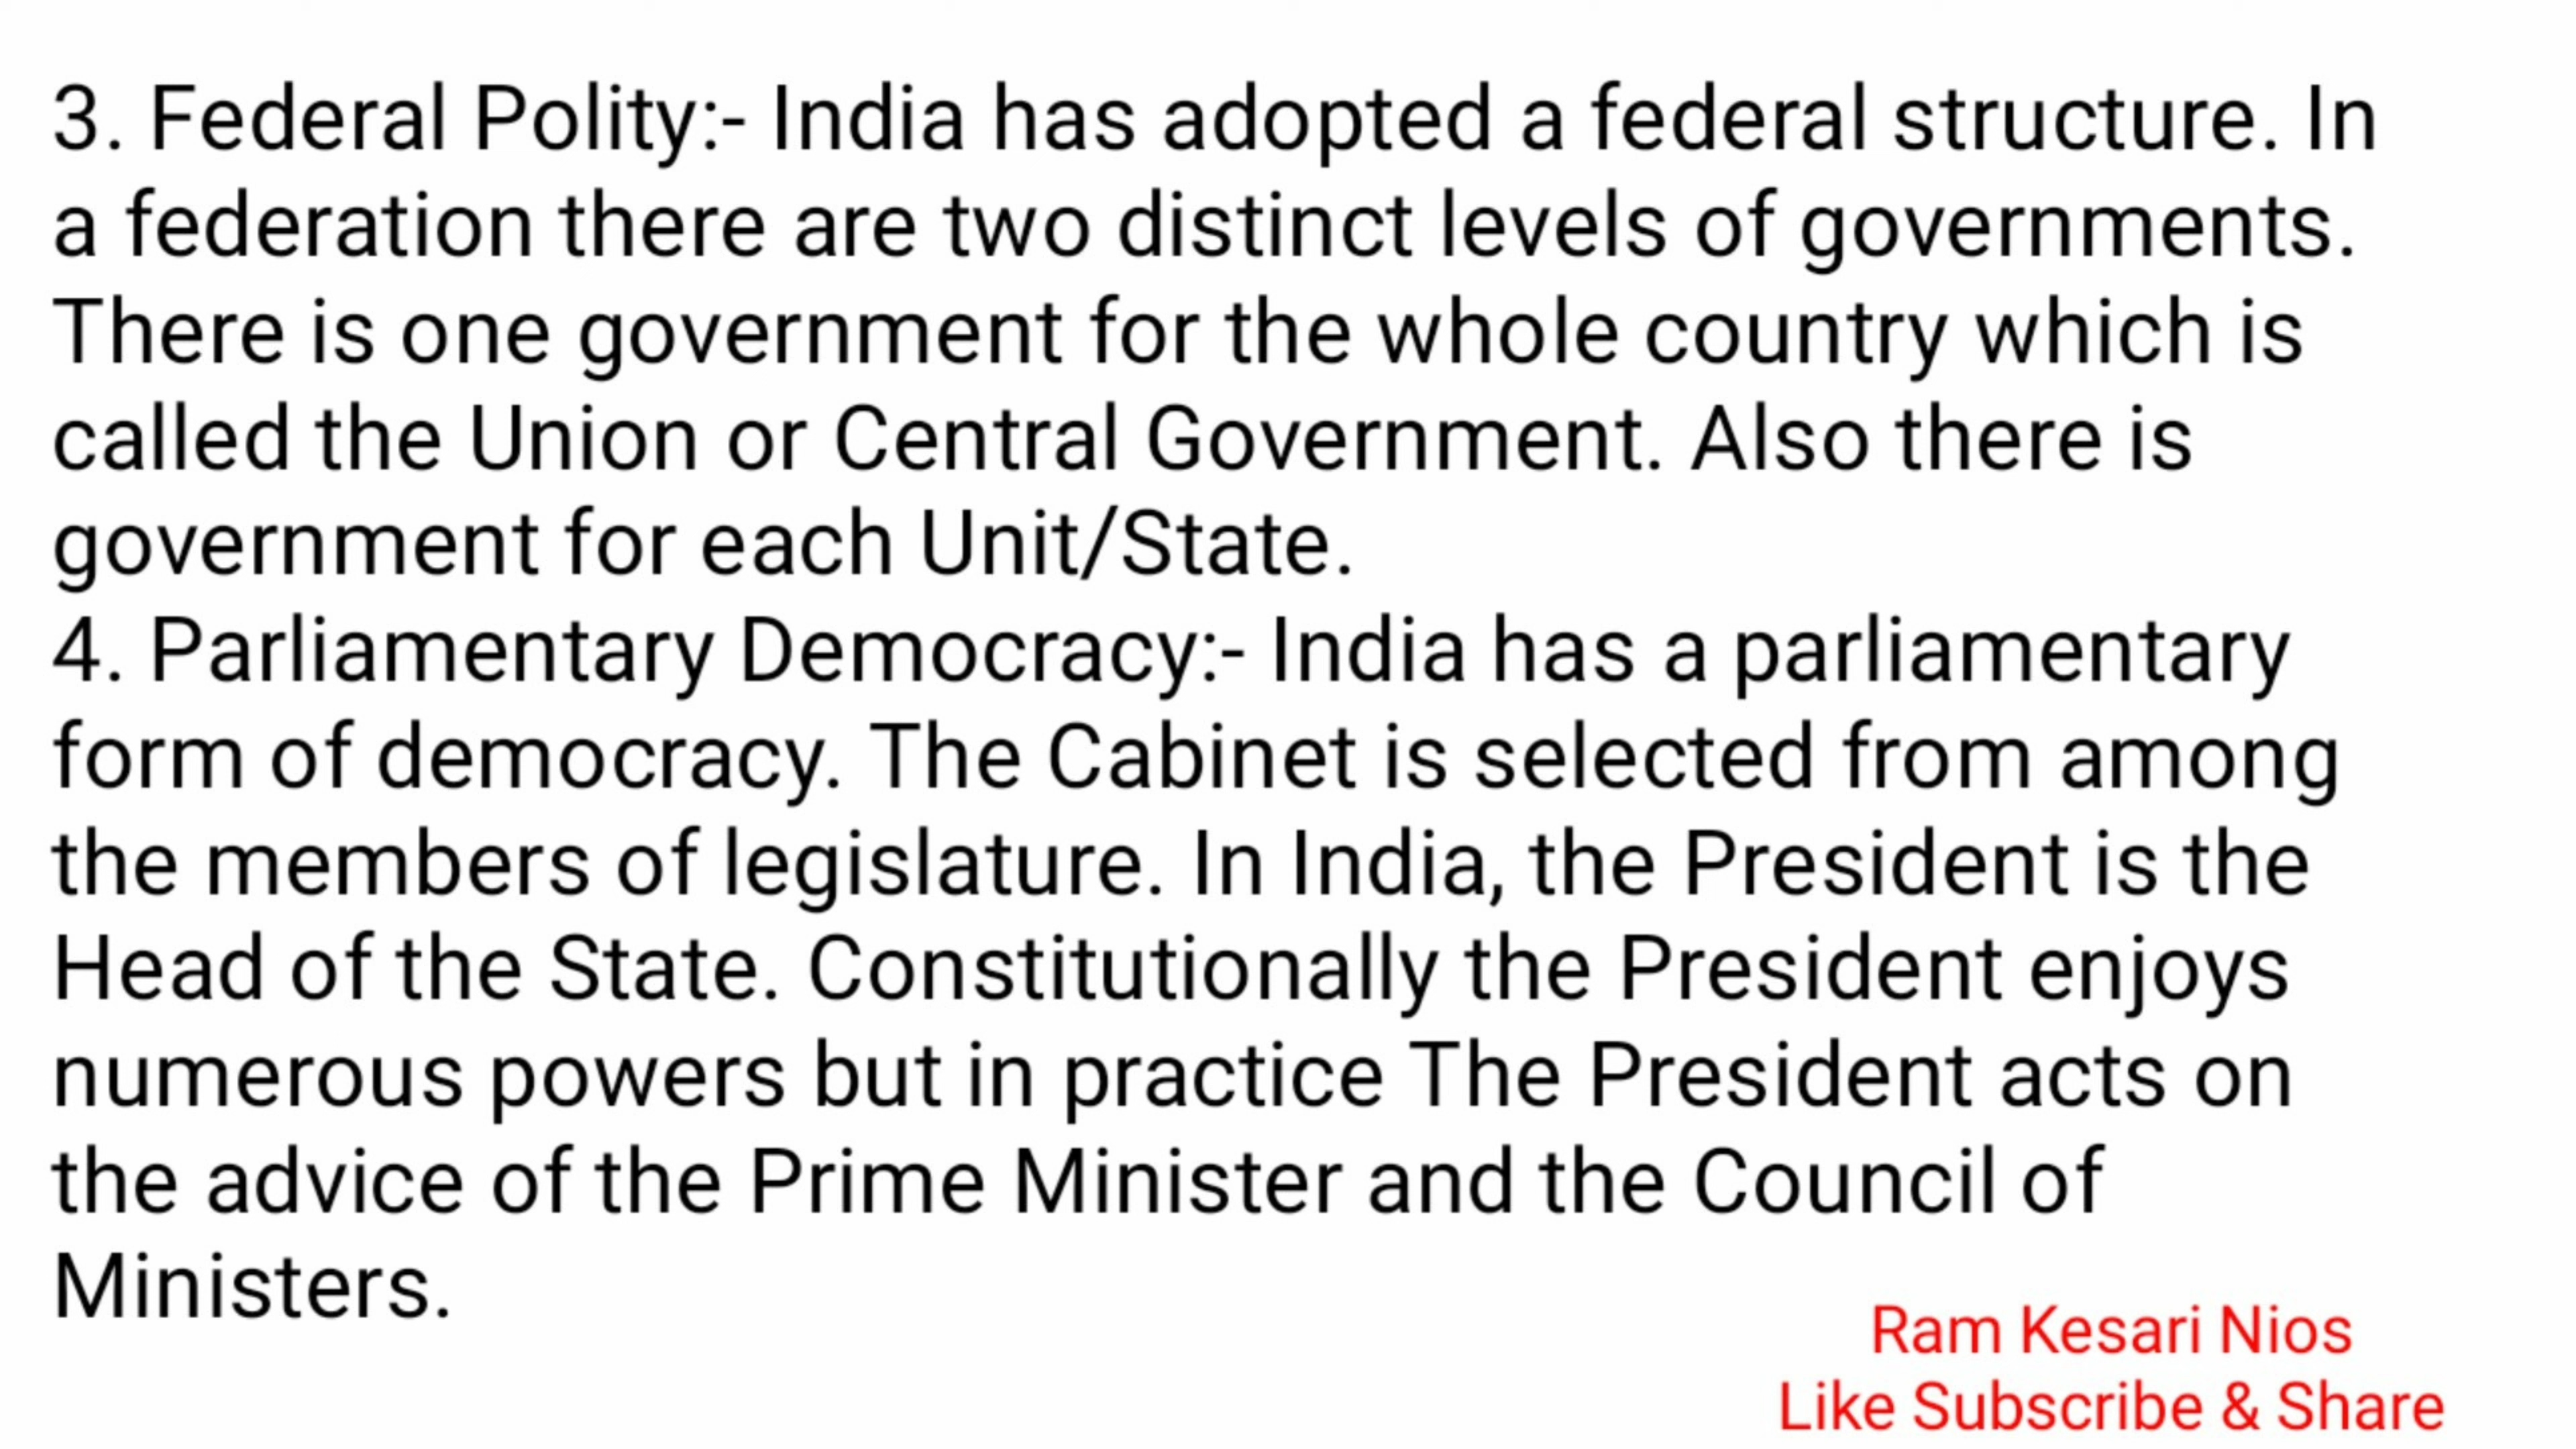 3. Federal Polity:- India has adopted a federal structure. In
a federation there are two distinct levels of governments.
There is one government for the whole country which is
called the Union or Central Government. Also there is
government for each Unit/State.
4. Parliamentary Democracy:- India has a parliamentary
form of democracy. The Cabinet is selected from among
the members of legislature. In India, the President is the
Head of the State. Constitutionally the President enjoys
numerous powers but in practice The President acts on
the advice of the Prime Minister and the Council of
Ministers.
Ram Kesari Nios
Like Subscribe & Share